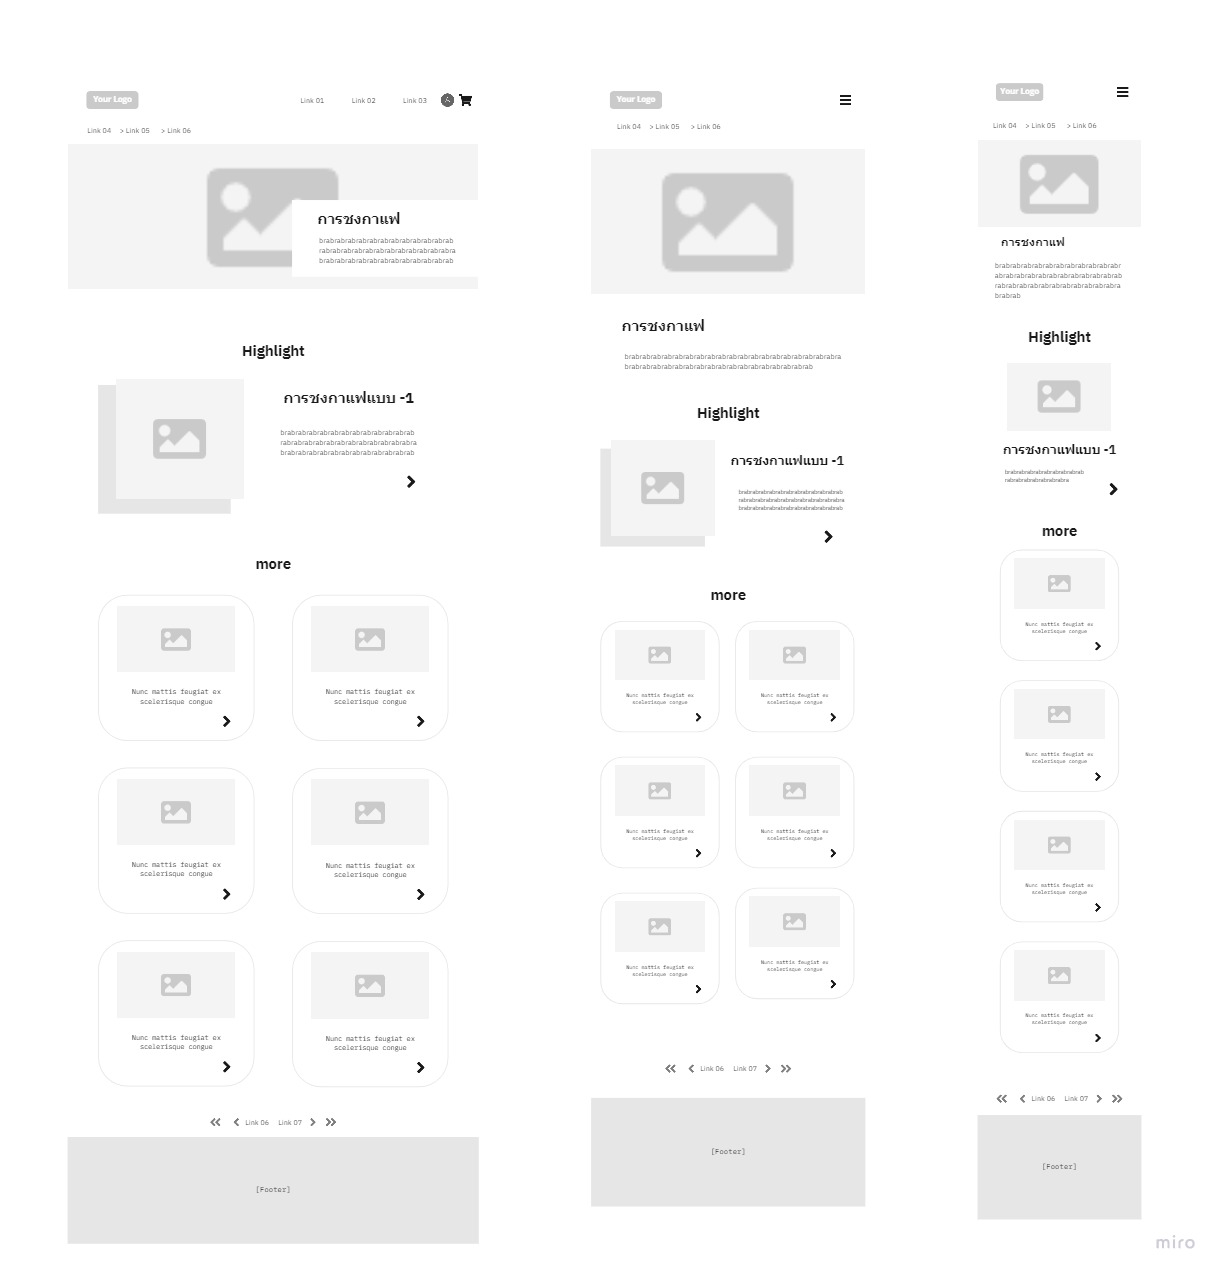 Your Logo
Link 01 Link 02 Link 03
Link 04 > Link 05 > Link 06
การชงกาแฟ
brabrabrabrabrabrabrabrabrabrabrabrab
rabrabrabrabrabrabrabrabrabrabrabrabra
brabrabrabrabrabrabrabrabrabrabrabrab
Highlight
การชงกาแฟแบบ -1
brabrabrabrabrabrabrabrabrabrabrabrab
rabrabrabrabrabrabrabrabrabrabrabrabra
brabrabrabrabrabrabrabrabrabrabrabrab
more
Nunc mattis feugiat ex
scelerisque congue
Nunc mattis feugiat ex
scelerisque congue
Nunc mattis feugiat ex
scelerisque congue
Nunc mattis feugiat ex
scelerisque congue
Nunc mattis feugiat ex
scelerisque congue
Nunc mattis feugiat ex
scelerisque congue
Link 06 Link 07
[Footer]
Your Logo
Link 04 > Link 05 > Link 06
การชงกาแฟ
brabrabrabrabrabrabrabrabrabrabrabrabrabrabrabrabrabrabrabra
brabrabrabrabrabrabrabrabrabrabrabrabrabrabrabrabrab
Highlight
การชงกาแฟแบบ -1
brabrabrabrabrabrabrabrabrabrabrabrab
rabrabrabrabrabrabrabrabrabrabrabrabra
brabrabrabrabrabrabrabrabrabrabrabrab
more
Nunc mattis feugiat ex
scelerisque congue
Nunc mattis feugiat ex
scelerisque congue
Nunc mattis feugiat ex
scelerisque congue
Nunc mattis feugiat ex
scelerisque congue
Nunc mattis feugiat ex
scelerisque congue
Nunc mattis feugiat ex
scelerisque congue
Link 06 Link 07
[Footer]
Your Logo
Link 04 > Link 05 > Link 06
การชงกาแฟ
brabrabrabrabrabrabrabrabrabrabrabr
abrabrabrabrabrabrabrabrabrabrabrab
rabrabrabrabrabrabrabrabrabrabrabra
brabrab
Highlight
การชงกาแฟแบบ -1
brabrabrabrabrabrabrabrabrab
rabrabrabrabrabrabrabra
more
Nunc mattis feugiat ex
scelerisque congue
Nunc mattis feugiat ex
scelerisque congue
Nunc mattis feugiat ex
scelerisque congue
Nunc mattis feugiat ex
scelerisque congue
Link 06 Link 07
[Footer]
miro